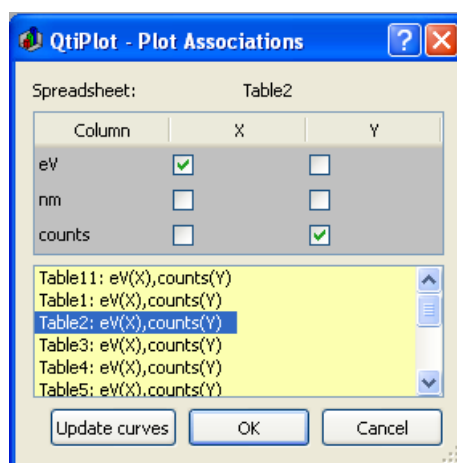 QtiPlot - Plot Associations
Spreadsheet: Table2
Column X Y
eV
nm
counts
Table11: eV(X),counts(Y)
Table1: eV(X),counts(Y)
Table2: eV(X),counts(Y)
Table3: eV(X),counts(Y)
Table4: eV(X),counts(Y)
Table5: eV(X),counts(Y)
Update curves OK Cancel